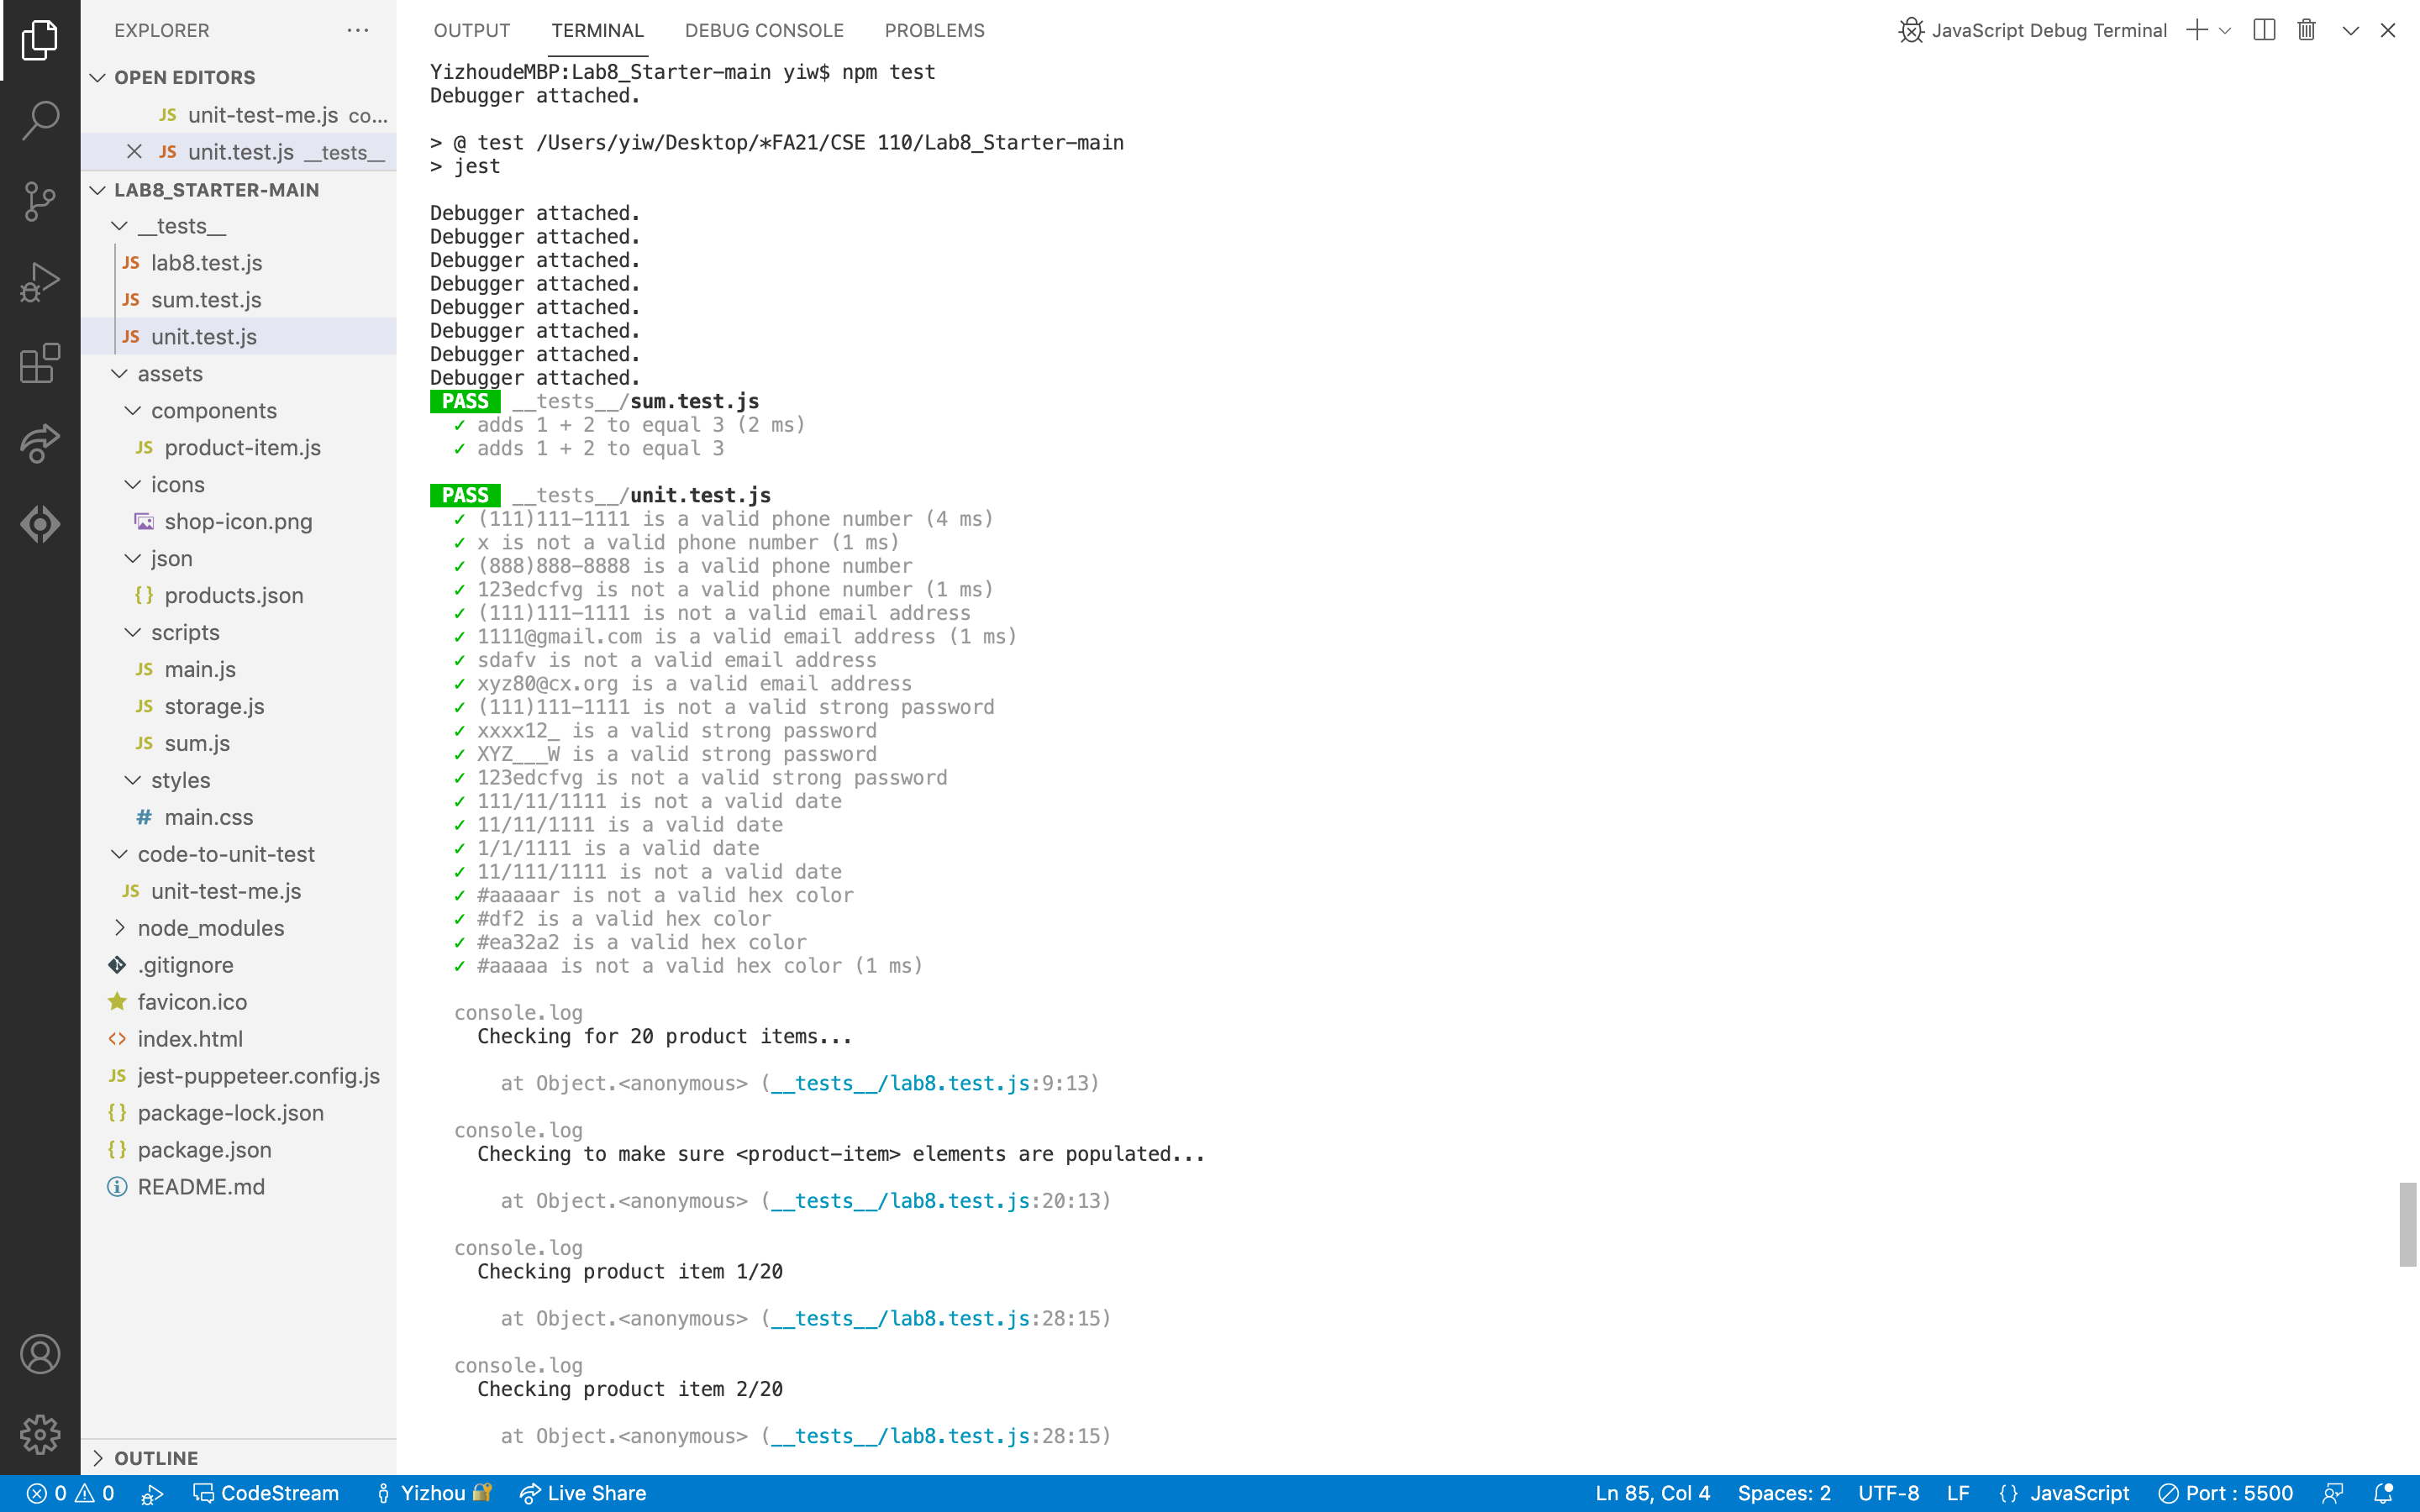 EXPLORER
OPEN EDITORS
JS unit-test-me.js co...
JS unit.test.js __tests__
LAB8_STARTER-MAIN
__tests__
JS lab8.test.js
JS sum.test.js
JS unit.test.js
assets
components
JS product-item.js
icons
shop-icon.png
json
{} products.json
scripts
JS main.js
JS storage.js
JS sum.js
styles
# main.css
code-to-unit-test
JS unit-test-me.js
node_modules
.gitignore
favicon.ico
<> index.html
JS jest-puppeteer.config.js
{} package-lock.json
{} package.json
README.md
OUTLINE
OUTPUT TERMINAL DEBUG CONSOLE PROBLEMS
JavaScript Debug Terminal
YizhoudeMBP:Lab8_Starter-main yiw$ npm test
Debugger attached.
> @ test /Users/yiw/Desktop/*FA21/CSE 110/Lab8_Starter-main
> jest
Debugger attached.
Debugger attached.
Debugger attached.
Debugger attached.
Debugger attached.
Debugger attached.
Debugger attached.
Debugger attached.
PASS __tests__/sum.test.js
✓ adds 1 + 2 to equal 3 (2 ms)
✓ adds 1 + 2 to equal 3
PASS __tests__/unit.test.js
✓ (111)111-1111 is a valid phone number (4 ms)
✓ x is not a valid phone number (1 ms)
✓ (888)888-8888 is a valid phone number
✓ 123edcfvg is not a valid phone number (1 ms)
✓ (111)111-1111 is not a valid email address
✓ 1111@gmail.com is a valid email address (1 ms)
✓ sdafv is not a valid email address
✓ xyz80@cx.org is a valid email address
✓ (111)111-1111 is not a valid strong password
✓ xxxx12_ is a valid strong password
✓ XYZ___W is a valid strong password
✓ 123edcfvg is not a valid strong password
✓ 111/11/1111 is not a valid date
✓ 11/11/1111 is a valid date
✓ 1/1/1111 is a valid date
✓ 11/111/1111 is not a valid date
✓ #aaaaar is not a valid hex color
✓ #df2 is a valid hex color
✓ #ea32a2 is a valid hex color
✓ #aaaaa is not a valid hex color (1 ms)
console.log
Checking for 20 product items...
at Object.<anonymous> (__tests__/lab8.test.js:9:13)
console.log
Checking to make sure <product-item> elements are populated...
at Object.<anonymous> (__tests__/lab8.test.js:20:13)
console.log
Checking product item 1/20
at Object.<anonymous> (__tests__/lab8.test.js:28:15)
console.log
Checking product item 2/20
at Object.<anonymous> (__tests__/lab8.test.js:28:15)
0 0 CodeStream Yizhou Live Share Ln 85, Col 4 Spaces: 2 UTF-8 LF {} JavaScript Port : 5500